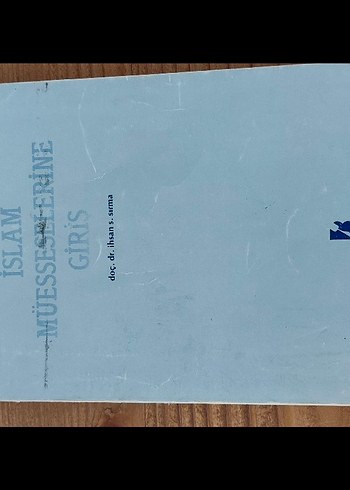 İSLAM
MÜESSESELERİNE
GİRİŞ
doç. dr. ihsan s. sırma